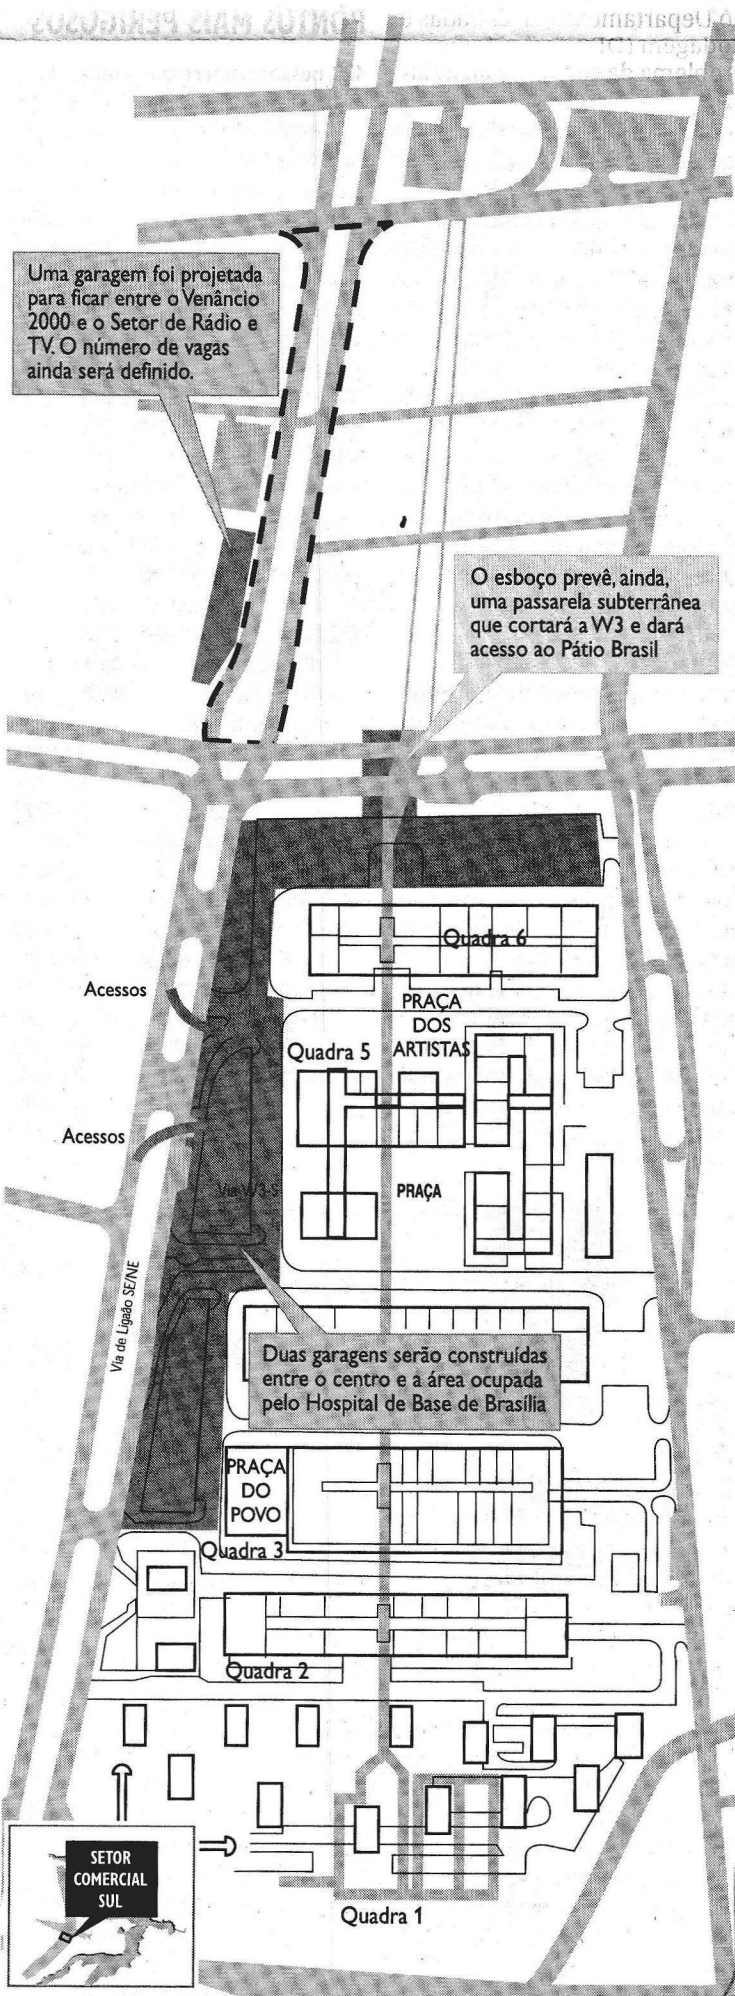 Uma garagem foi projetada
para ficar entre o Venâncio
2000 e o Setor de Rádio e
TV. O número de vagas
ainda será definido.
O esboço prevê, ainda,
uma passarela subterrânea
que cortará a W3 e dará
acesso ao Pátio Brasil
Quadra 6
Acessos
PRAÇA
DOS
ARTISTAS
Quadra 5
Acessos
Via W3-S
PRAÇA
Via de Ligaão SE/NE
Duas garagens serão construídas
entre o centro e a área ocupada
pelo Hospital de Base de Brasília
PRAÇA
DO
POVO
Quadra 3
Quadra 2
SETOR
COMERCIAL
SUL
Quadra 1